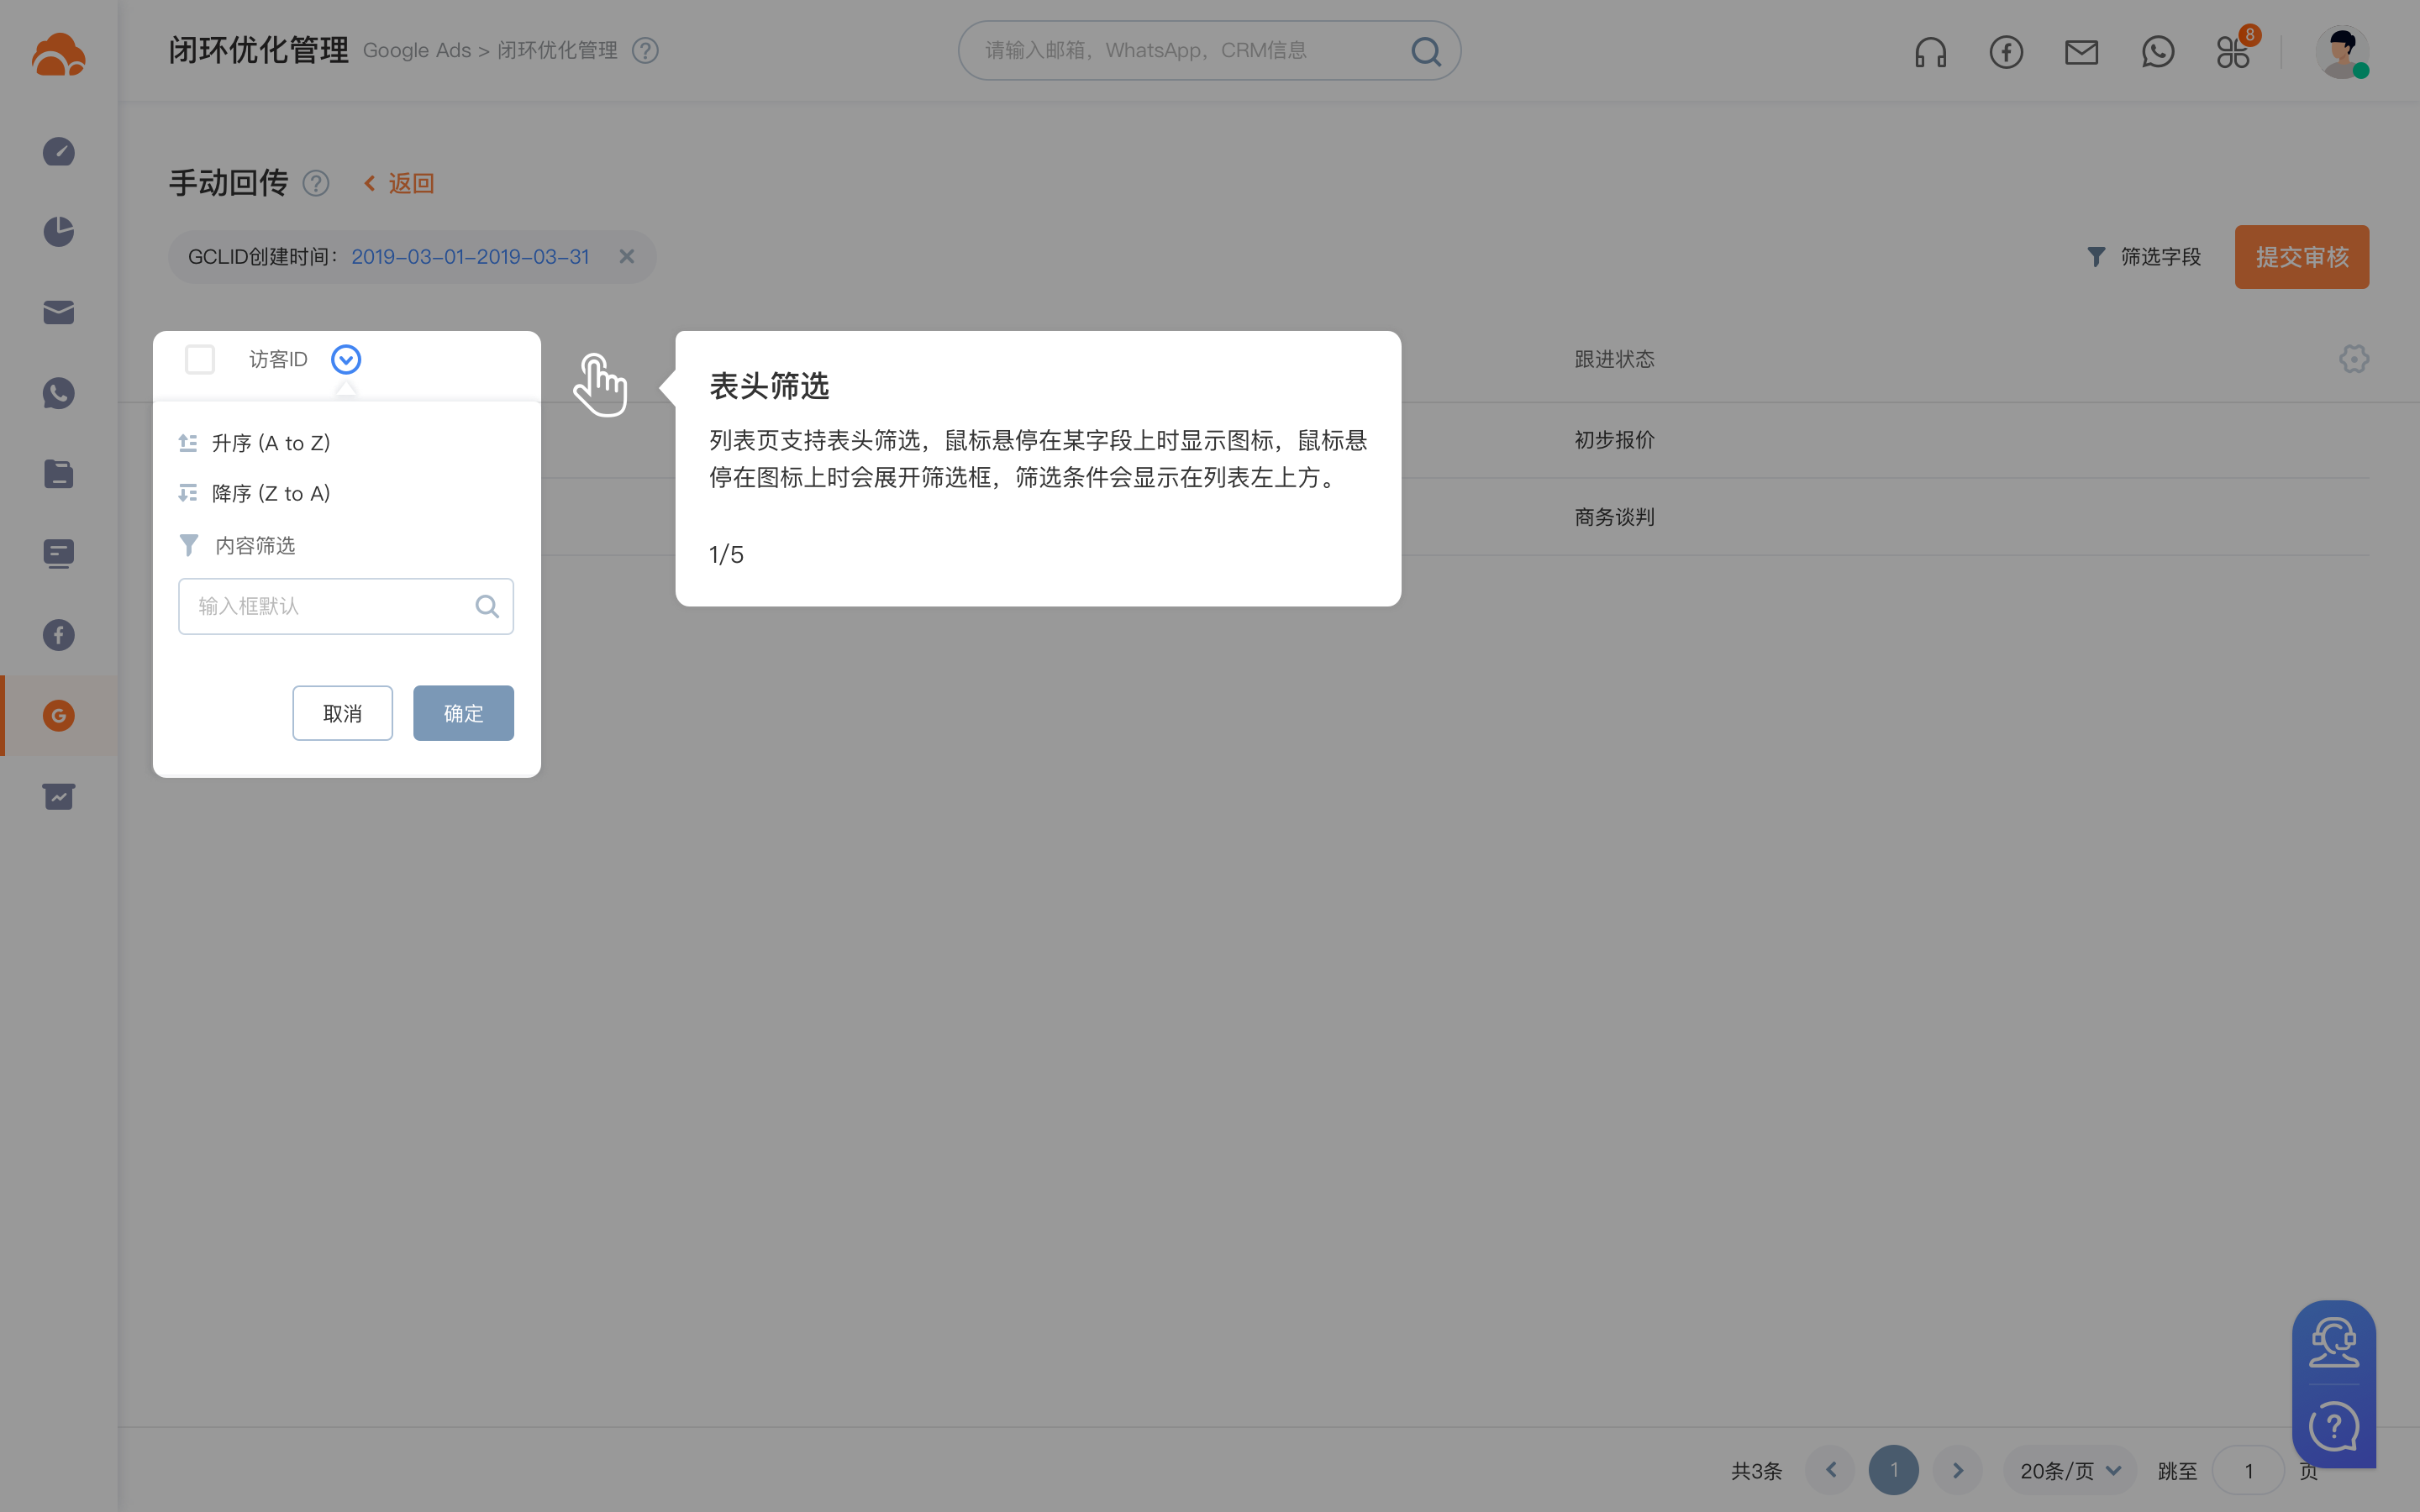 闭环优化管理 Google Ads > 闭环优化管理 ?
请输入邮箱，WhatsApp，CRM信息
8
手动回传 ? 返回
GCLID创建时间：2019-03-01-2019-03-31
筛选字段
提交审核
访客ID
跟进状态
升序 (A to Z)
降序 (Z to A)
内容筛选
输入框默认
取消
确定
表头筛选
列表页支持表头筛选，鼠标悬停在某字段上时显示图标，鼠标悬
停在图标上时会展开筛选框，筛选条件会显示在列表左上方。
1/5
初步报价
商务谈判
共3条
1
20条/页
跳至
1
页